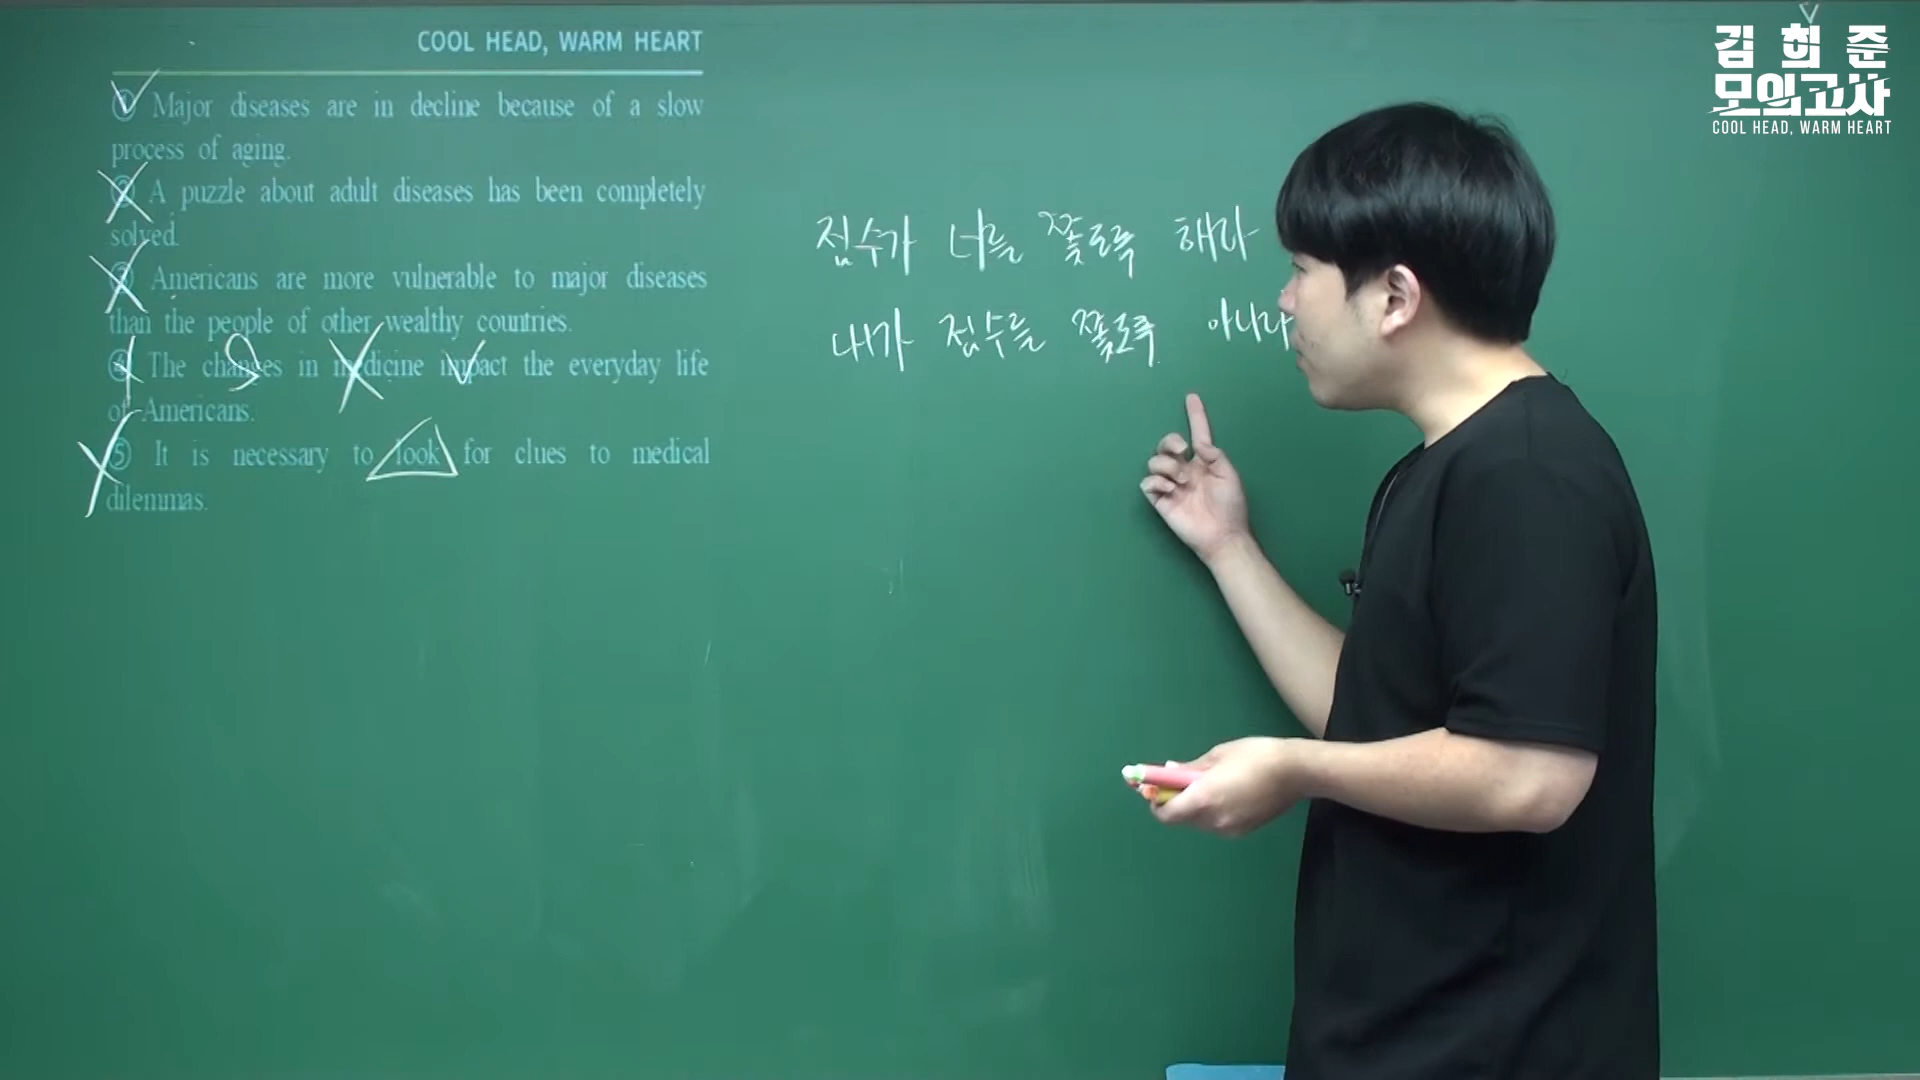 COOL HEAD, WARM HEART
① Major diseases are in decline because of a slow
process of aging.
② A puzzle about adult diseases has been completely
solved.
③ Americans are more vulnerable to major diseases
than the people of other wealthy countries.
④ The changes in medicine impact the everyday life
of Americans.
⑤ It is necessary to look for clues to medical
dilemmas.
점수가 너를 쫓도록 해라
내가 점수를 쫓도록 아니라
김희준
모의고사
COOL HEAD, WARM HEART